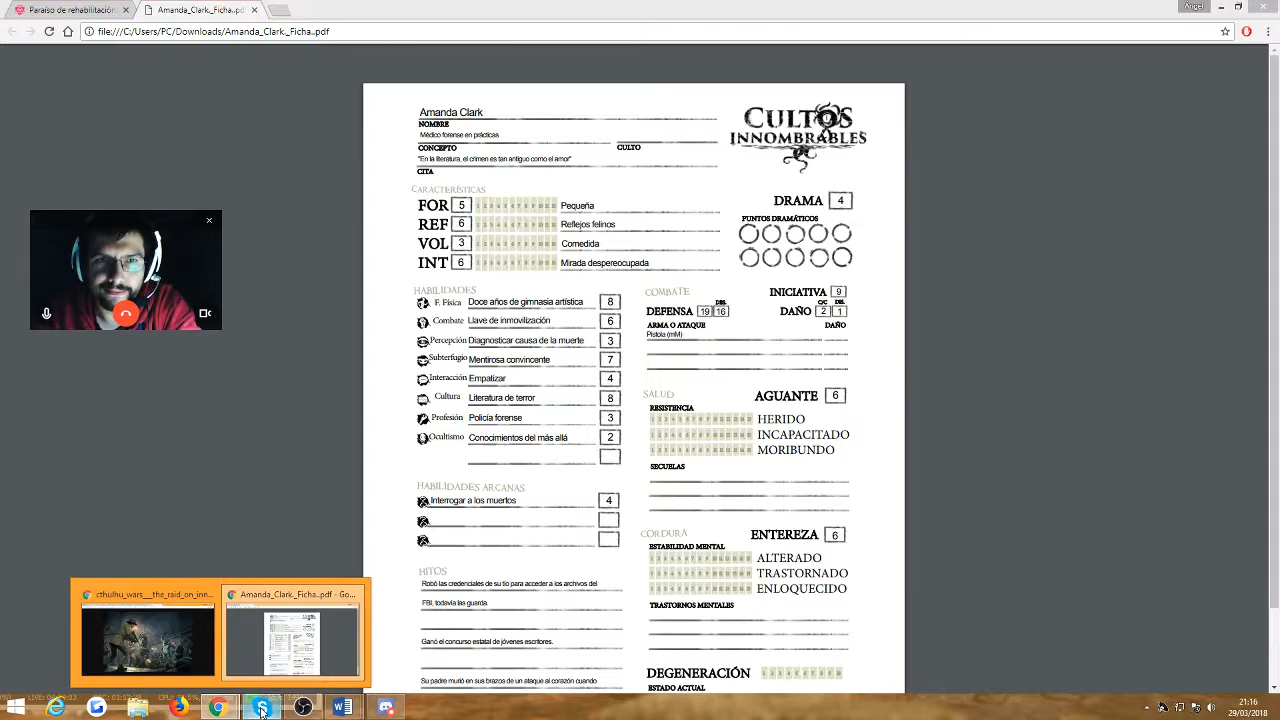 Paraíso de rehabilitación
Amanda_Clark_Ficha.p
Angel
file:///C:/Users/PC/Downloads/Amanda_Clark_Ficha.pdf
Amanda Clark
NOMBRE
Médico forense en prácticas
CONCEPTO
CULTO
"En la literatura, el crimen es tan antiguo como el amor"
CITA
CULTOS
INNOMBRABLES
CARACTERÍSTICAS
FOR 5 Pequeña
REF 6 Reflejos felinos
VOL 3 Comedida
INT 6 Mirada despereocupada
DRAMA 4
PUNTOS DRAMÁTICOS
HABILIDADES
F. Física Doce años de gimnasia artística 8
Combate Llave de inmovilización 6
Percepción Diagnosticar causa de la muerte 3
Subterfugio Mentirosa convincente 7
Interacción Empatizar 4
Cultura Literatura de terror 8
Profesión Policía forense 3
Ocultismo Conocimientos del más allá 2
HABILIDADES ARCANAS
Interrogar a los muertos 4
HITOS
Robó las credenciales de su tío para acceder a los archivos del
FBI, todavía las guarda.
Ganó el concurso estatal de jóvenes escritores.
Su padre murió en sus brazos de un ataque al corazón cuando
COMBATE
INICIATIVA 9
DES. C/C DIS.
DEFENSA 19 16 DAÑO 2 1
ARMA O ATAQUE DAÑO
Pistola (mM)
SALUD
AGUANTE 6
RESISTENCIA
HERIDO
INCAPACITADO
MORIBUNDO
SECUELAS
CORDURA
ENTEREZA 6
ESTABILIDAD MENTAL
ALTERADO
TRASTORNADO
ENLOQUECIDO
TRASTORNOS MENTALES
DEGENERACIÓN
ESTADO ACTUAL
cthulhu_wars__the_raid_on_inn...
Amanda_Clark_Ficha.pdf - Go...
21:16
29/03/2018